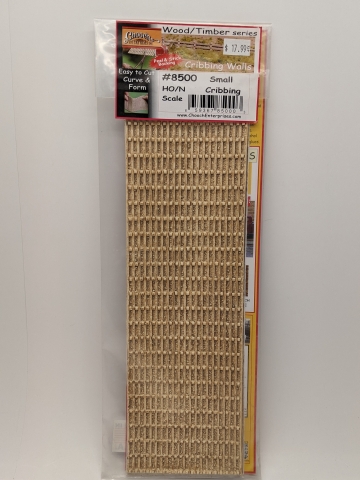 Wood/Timber series
$ 17.99
Peel & Stick
Backing
Cribbing Walls
Easy to Cut
Curve &
Form
#8500 Small
HO/N Cribbing
Scale
www.ChoochEnterprises.com
S